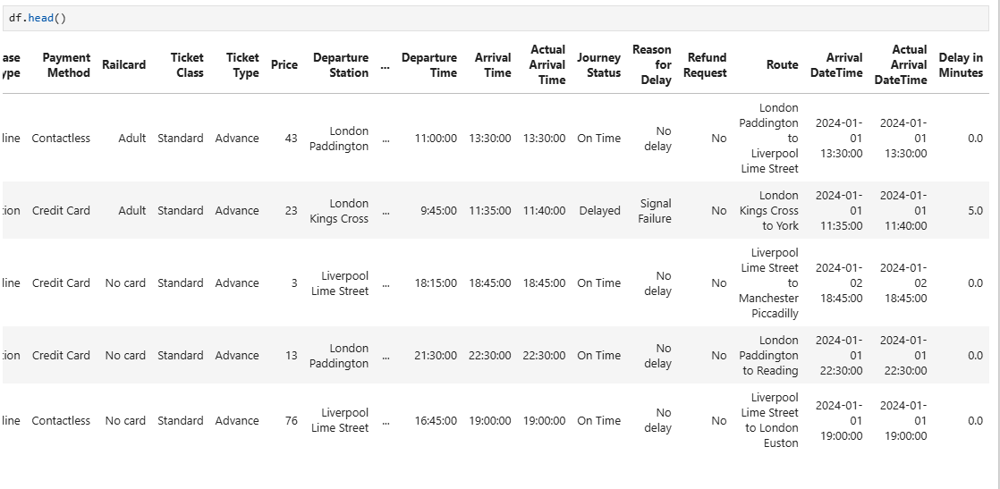 df.head()
ase Payment Railcard Ticket Ticket Price Departure ... Departure Arrival Actual Journey Reason Refund Route Arrival Actual Delay in
ype Method Class Type Station Time Time Arrival Status for Request DateTime Arrival Minutes
Time Delay DateTime
line Contactless Adult Standard Advance 43 London Paddington ... 11:00:00 13:30:00 13:30:00 On Time No delay No London Paddington to Liverpool Lime Street 2024-01-01 13:30:00 2024-01-01 13:30:00 0.0
tion Credit Card Adult Standard Advance 23 London Kings Cross ... 9:45:00 11:35:00 11:40:00 Delayed Signal Failure No London Kings Cross to York 2024-01-01 11:35:00 2024-01-01 11:40:00 5.0
line Credit Card No card Standard Advance 3 Liverpool Lime Street ... 18:15:00 18:45:00 18:45:00 On Time No delay No Liverpool Lime Street to Manchester Piccadilly 2024-01-02 18:45:00 2024-01-02 18:45:00 0.0
tion Credit Card No card Standard Advance 13 London Paddington ... 21:30:00 22:30:00 22:30:00 On Time No delay No London Paddington to Reading 2024-01-01 22:30:00 2024-01-01 22:30:00 0.0
line Contactless No card Standard Advance 76 Liverpool Lime Street ... 16:45:00 19:00:00 19:00:00 On Time No delay No Liverpool Lime Street to London Euston 2024-01-01 19:00:00 2024-01-01 19:00:00 0.0